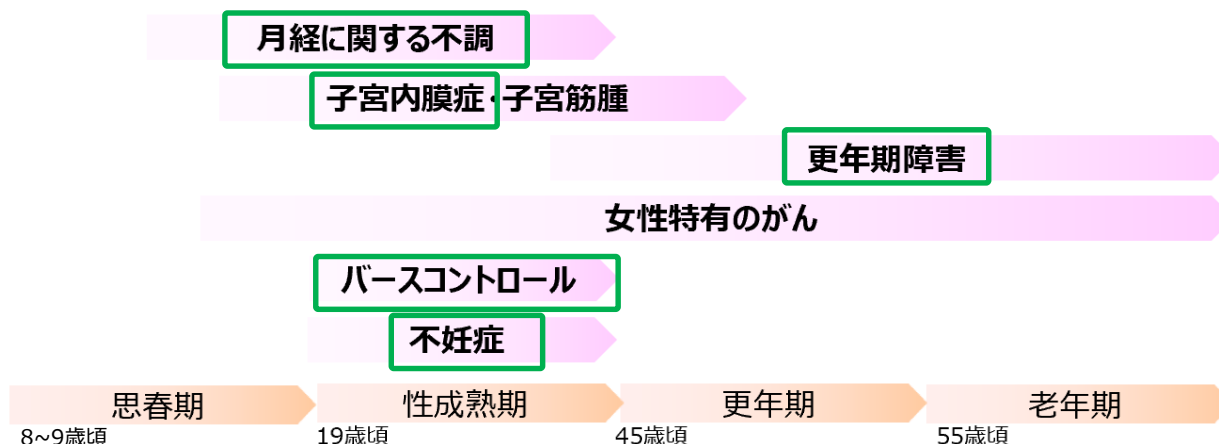 月経に関する不調
子宮内膜症・子宮筋腫
更年期障害
女性特有のがん
バースコントロール
不妊症
思春期 性成熟期 更年期 老年期
8~9歳頃 19歳頃 45歳頃 55歳頃